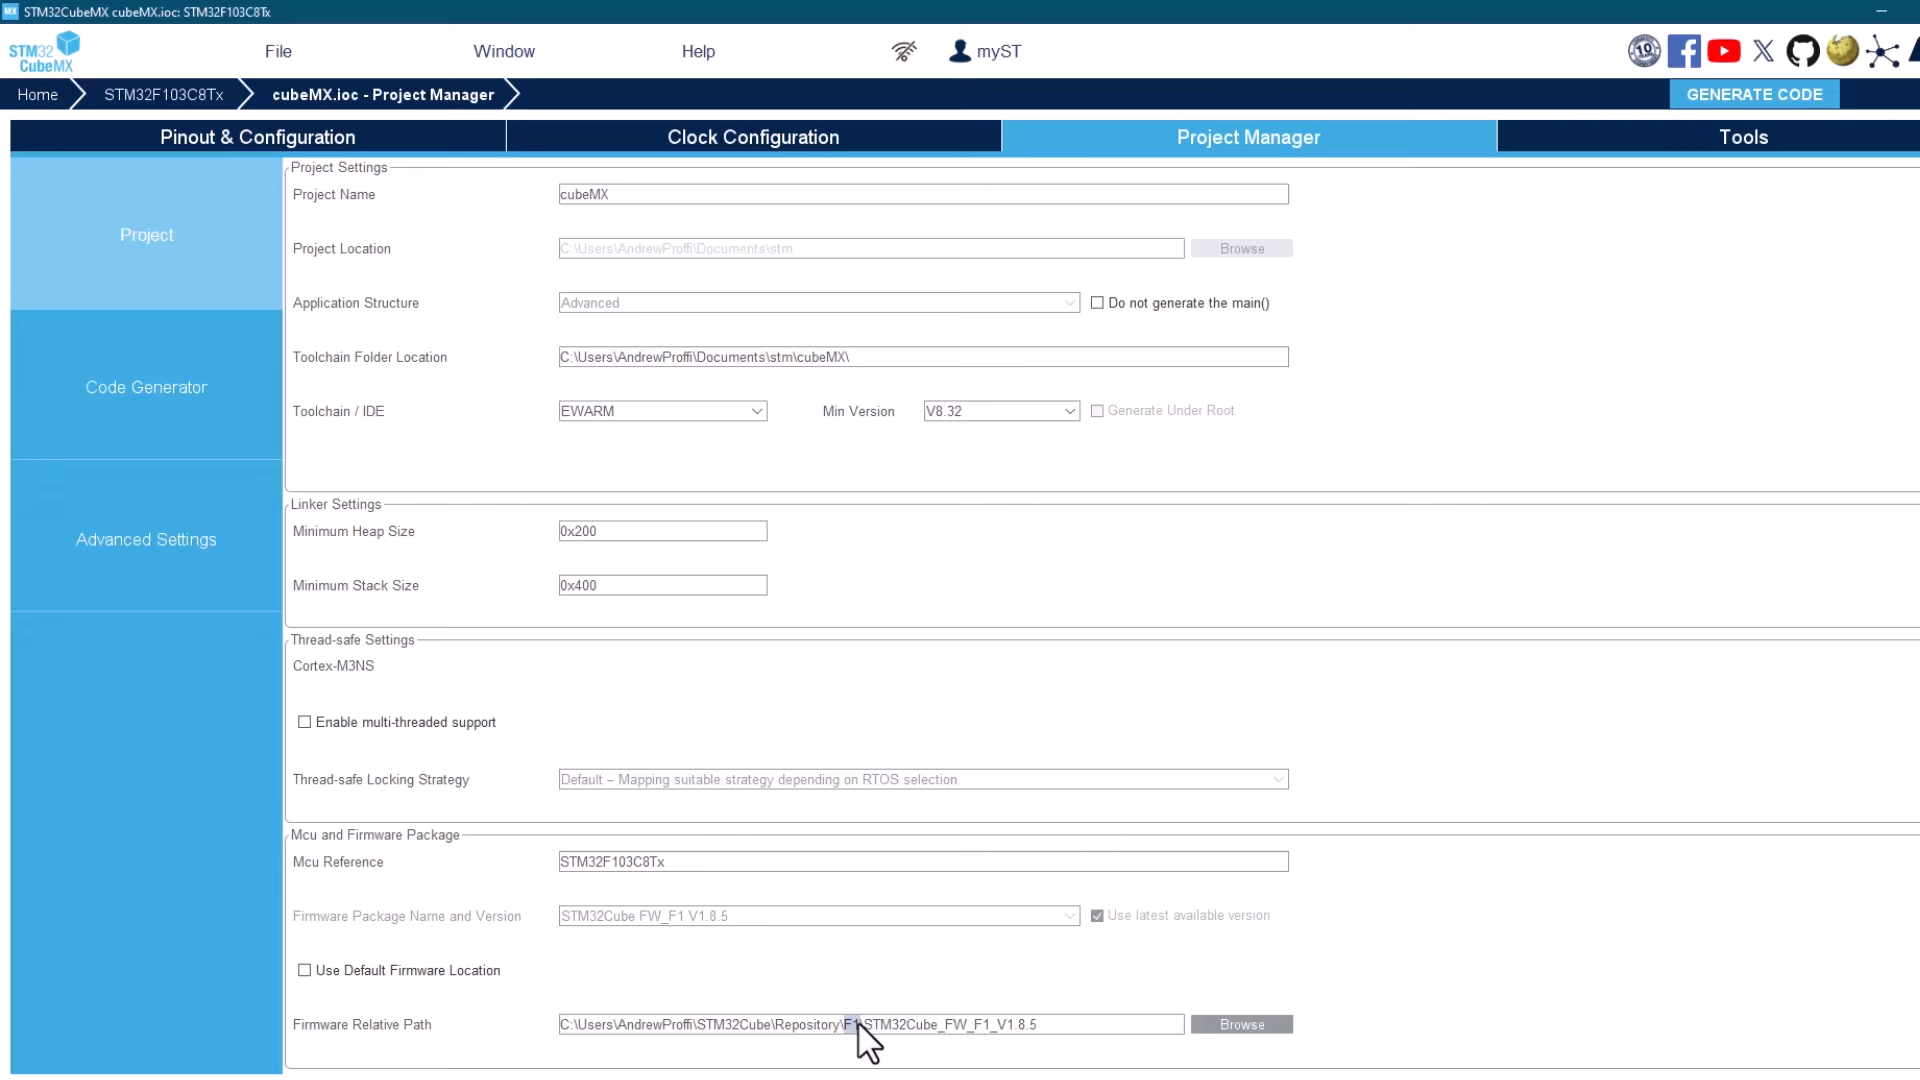 MX STM32CubeMX cubeMX.ioc: STM32F103C8Tx
STM32 CubeMX
File Window Help myST
10
Home STM32F103C8Tx cubeMX.ioc - Project Manager GENERATE CODE
Pinout & Configuration Clock Configuration Project Manager Tools
Project
Code Generator
Advanced Settings
Project Settings
Project Name cubeMX
Project Location C:\Users\AndrewProffi\Documents\stm Browse
Application Structure Advanced Do not generate the main()
Toolchain Folder Location C:\Users\AndrewProffi\Documents\stm\cubeMX\
Toolchain / IDE EWARM Min Version V8.32 Generate Under Root
Linker Settings
Minimum Heap Size 0x200
Minimum Stack Size 0x400
Thread-safe Settings
Cortex-M3NS
Enable multi-threaded support
Thread-safe Locking Strategy Default – Mapping suitable strategy depending on RTOS selection.
Mcu and Firmware Package
Mcu Reference STM32F103C8Tx
Firmware Package Name and Version STM32Cube FW_F1 V1.8.5 Use latest available version
Use Default Firmware Location
Firmware Relative Path C:\Users\AndrewProffi\STM32Cube\Repository\F1\STM32Cube_FW_F1_V1.8.5 Browse